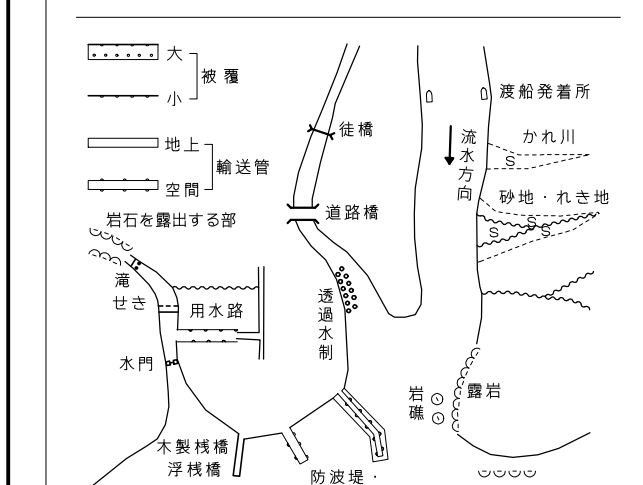 大
被覆
小
地上
輸送管
空間
岩石を露出する部
滝
せき
用水路
水門
木製桟橋
浮桟橋
徒橋
道路橋
透過水制
防波堤・
渡船発着所
流水方向
かれ川
S
砂地・れき地
S
S
岩礁
露岩